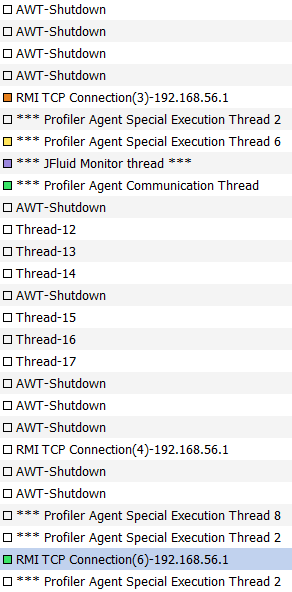 AWT-Shutdown
AWT-Shutdown
AWT-Shutdown
AWT-Shutdown
RMI TCP Connection(3)-192.168.56.1
*** Profiler Agent Special Execution Thread 2
*** Profiler Agent Special Execution Thread 6
*** JFluid Monitor thread ***
*** Profiler Agent Communication Thread
AWT-Shutdown
Thread-12
Thread-13
Thread-14
AWT-Shutdown
Thread-15
Thread-16
Thread-17
AWT-Shutdown
AWT-Shutdown
RMI TCP Connection(4)-192.168.56.1
AWT-Shutdown
AWT-Shutdown
*** Profiler Agent Special Execution Thread 8
*** Profiler Agent Special Execution Thread 2
RMI TCP Connection(6)-192.168.56.1
*** Profiler Agent Special Execution Thread 2